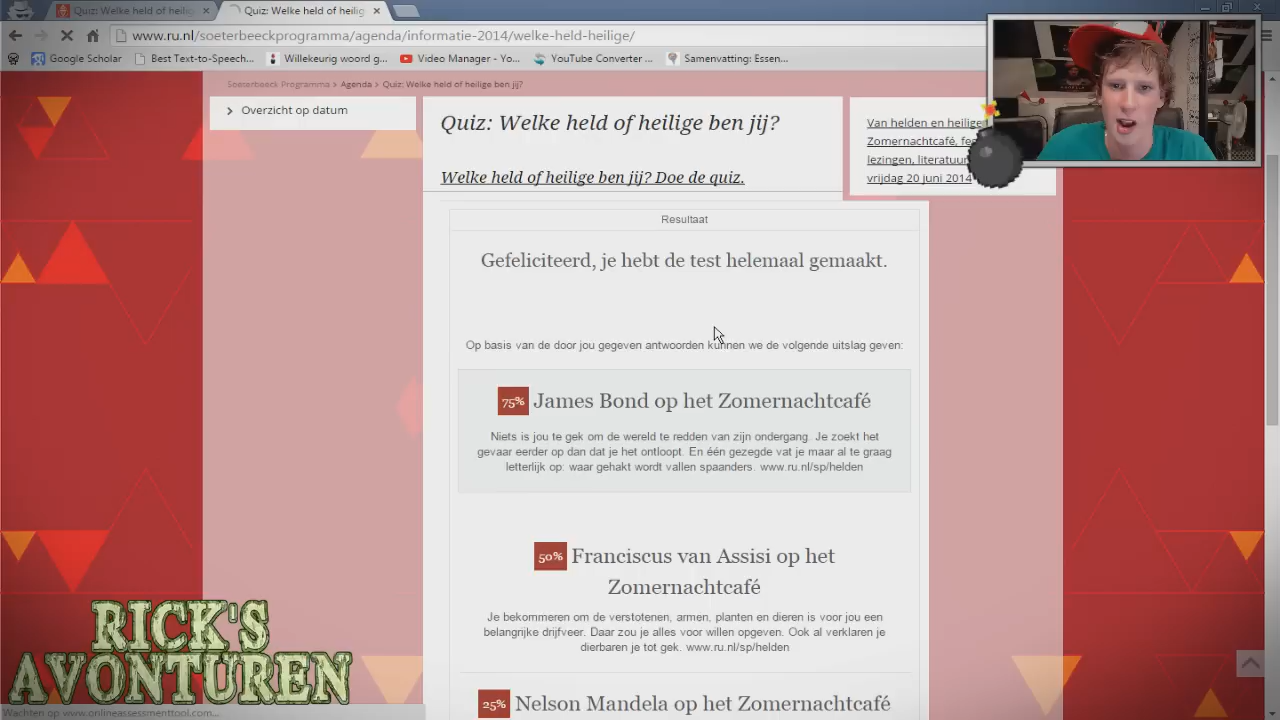 Quiz: Welke held of heilig
Quiz: Welke held of heilig
www.ru.nl/soeterbeeckprogramma/agenda/informatie-2014/welke-held-heilige/
Google Scholar
Best Text-to-Speech...
Willekeurig woord g...
Video Manager - Yo...
YouTube Converter ...
Samenvatting: Essen...
Soeterbeeck Programma > Agenda > Quiz: Welke held of heilige ben jij?
Overzicht op datum
Quiz: Welke held of heilige ben jij?
Welke held of heilige ben jij? Doe de quiz.
Van helden en heilige
Zomernachtcafé, fe
lezingen, literatuur
vrijdag 20 juni 2014
Resultaat
Gefeliciteerd, je hebt de test helemaal gemaakt.
Op basis van de door jou gegeven antwoorden kunnen we de volgende uitslag geven:
75% James Bond op het Zomernachtcafé
Niets is jou te gek om de wereld te redden van zijn ondergang. Je zoekt het
gevaar eerder op dan dat je het ontloopt. En één gezegde vat je maar al te graag
letterlijk op: waar gehakt wordt vallen spaanders. www.ru.nl/sp/helden
50% Franciscus van Assisi op het
Zomernachtcafé
Je bekommeren om de verstotenen, armen, planten en dieren is voor jou een
belangrijke drijfveer. Daar zou je alles voor willen opgeven. Ook al verklaren je
dierbaren je tot gek. www.ru.nl/sp/helden
25% Nelson Mandela op het Zomernachtcafé
RICK'S
AVONTUREN
Wachten op www.onlineassessmenttool.com...